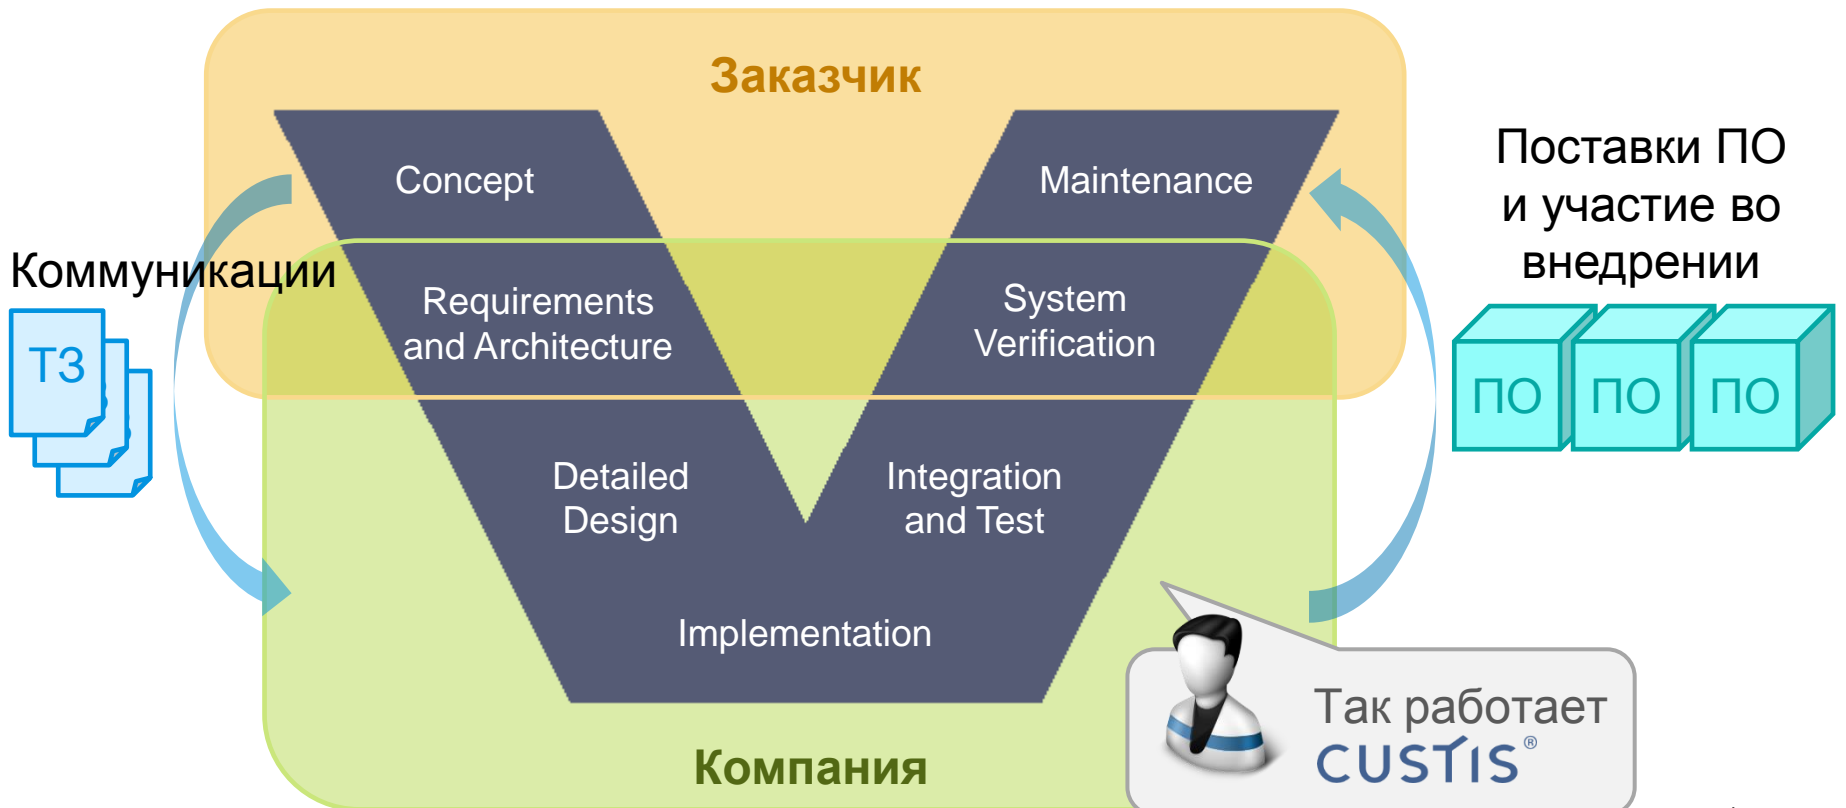 Заказчик
Concept
Maintenance
Поставки ПО
и участие во
внедрении
Коммуникации
Requirements
and Architecture
System
Verification
ТЗ
ПО
ПО
ПО
Detailed
Design
Integration
and Test
Implementation
Так работает
CUSTIS®
Компания